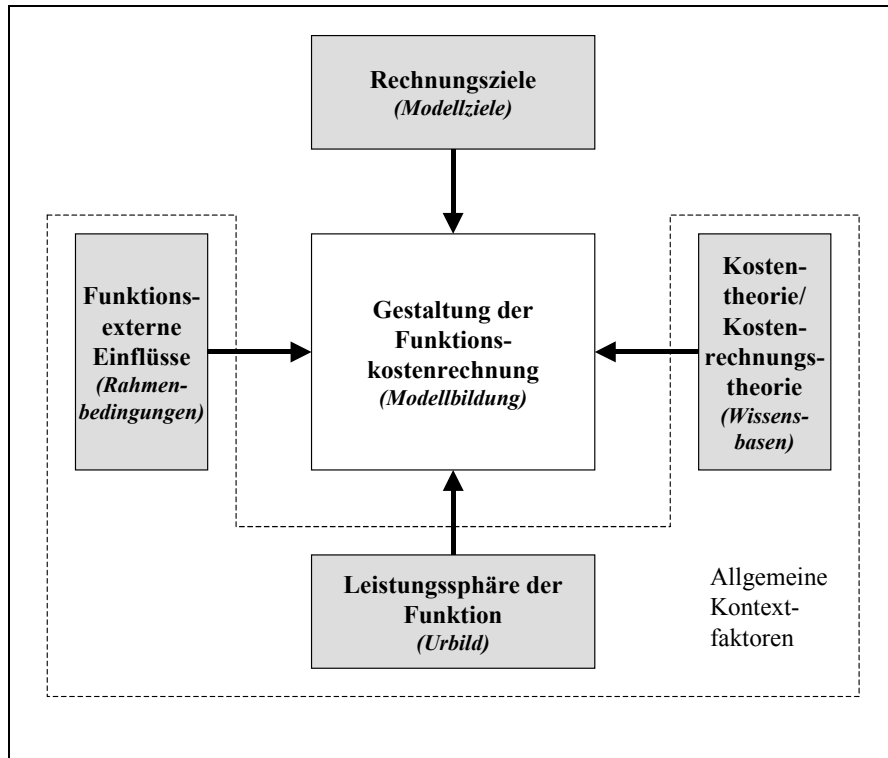 Rechnungsziele
(Modellziele)
Funktions-
externe
Einflüsse
(Rahmen-
bedingungen)
Gestaltung der
Funktions-
kostenrechnung
(Modellbildung)
Kosten-
theorie/
Kosten-
rechnungs-
theorie
(Wissens-
basen)
Leistungssphäre der
Funktion
(Urbild)
Allgemeine
Kontext-
faktoren